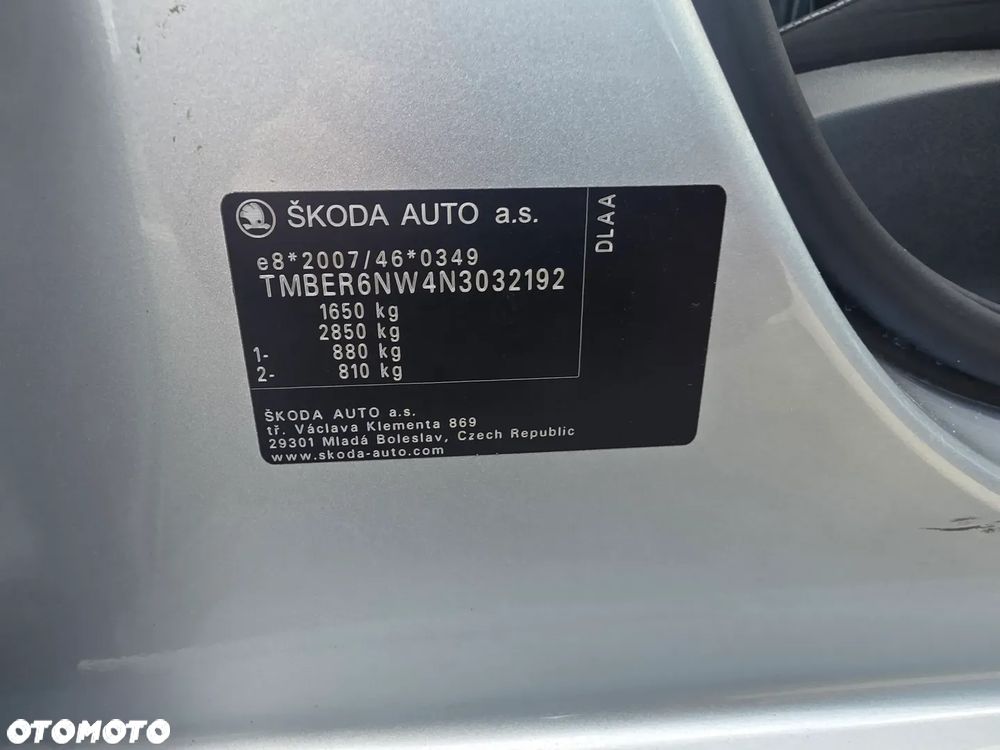 ŠKODA AUTO a.s.
DLAA
e8*2007/46*0349
TMBER6NW4N3032192
1650 kg
2850 kg
1- 880 kg
2- 810 kg
ŠKODA AUTO a.s.
tř. Václava Klementa 869
29301 Mladá Boleslav, Czech Republic
www.skoda-auto.com
OTOMOTO